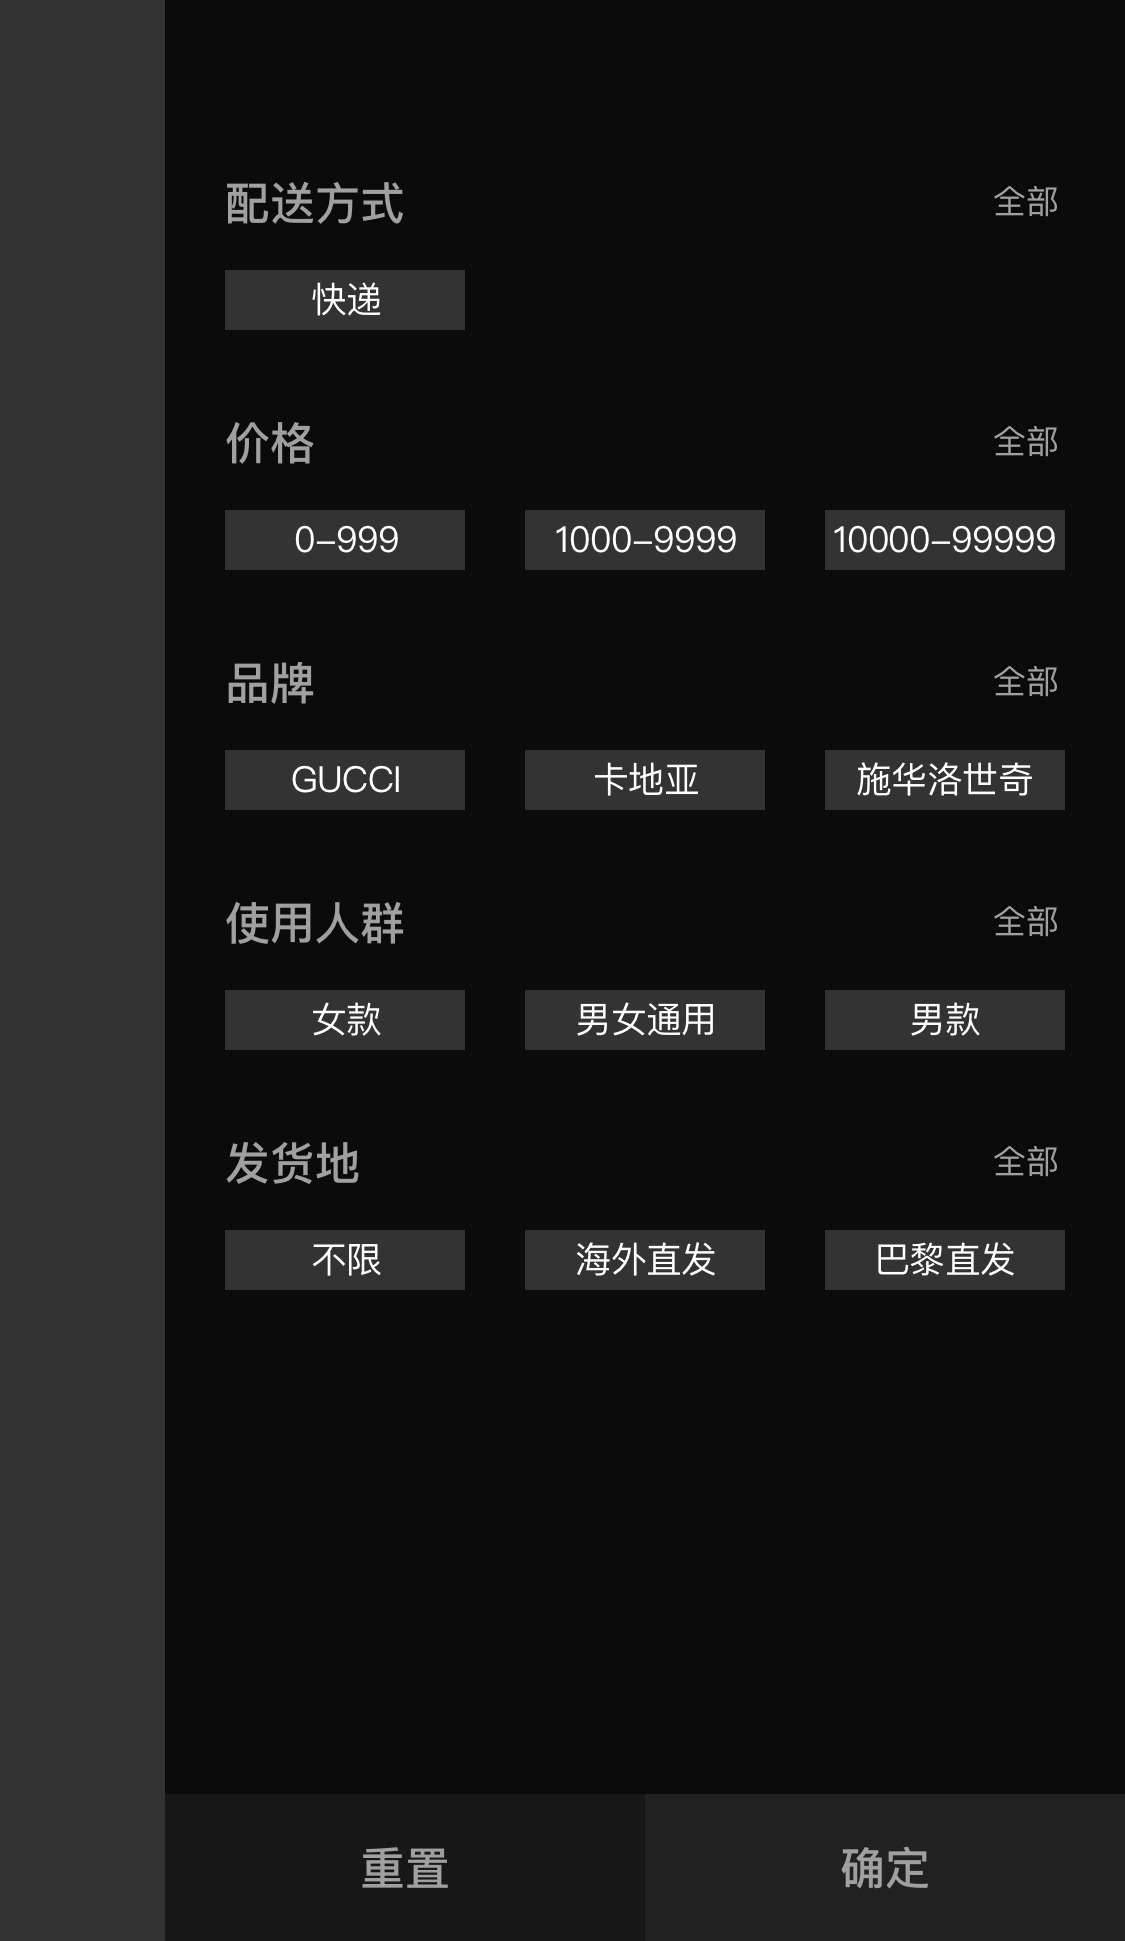 配送方式 全部
快递
价格 全部
0-999 1000-9999 10000-99999
品牌 全部
GUCCI 卡地亚 施华洛世奇
使用人群 全部
女款 男女通用 男款
发货地 全部
不限 海外直发 巴黎直发
重置 确定